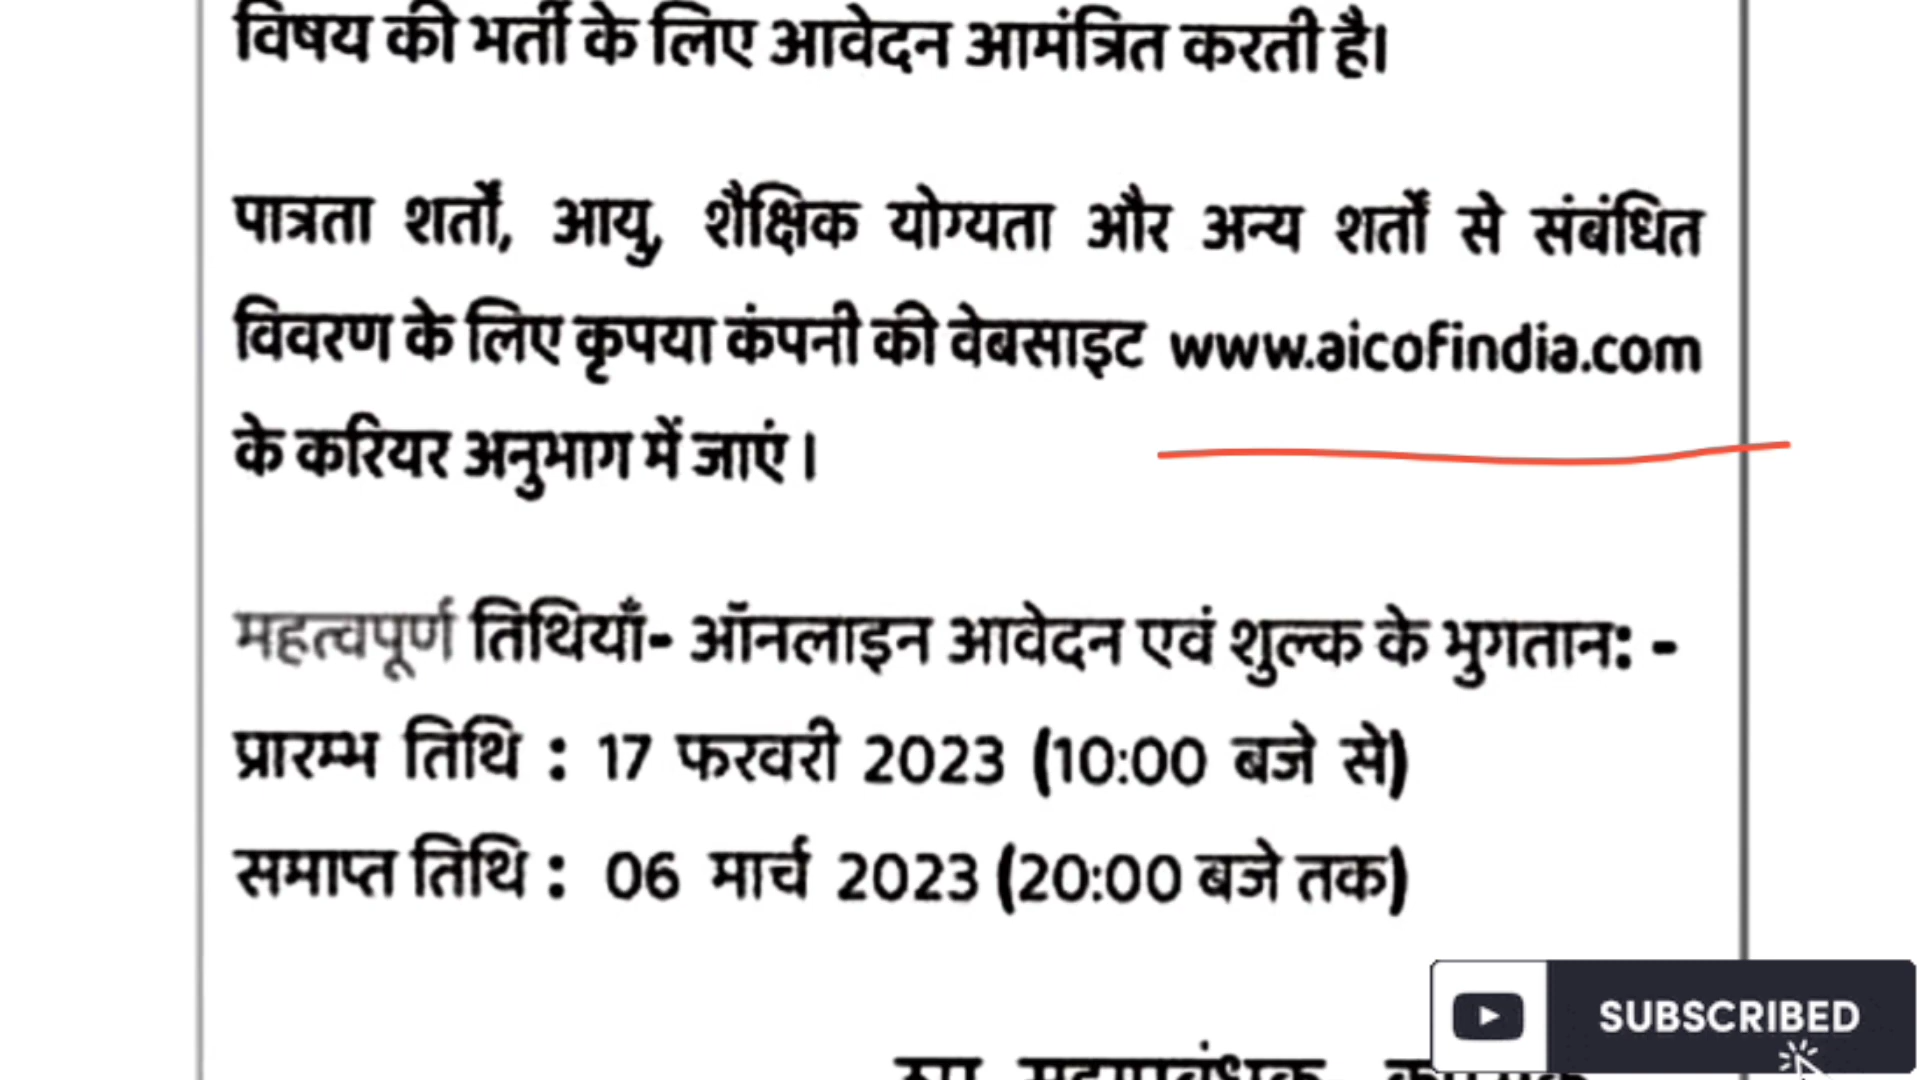 विषय की भर्ती के लिए आवेदन आमंत्रित करती है।
पात्रता शर्तों, आयु, शैक्षिक योग्यता और अन्य शर्तों से संबंधित
विवरण के लिए कृपया कंपनी की वेबसाइट www.aicofindia.com
के करियर अनुभाग में जाएं।
महत्वपूर्ण तिथियाँ- ऑनलाइन आवेदन एवं शुल्क के भुगतान: -
प्रारम्भ तिथि : 17 फरवरी 2023 (10:00 बजे से)
समाप्त तिथि : 06 मार्च 2023 (20:00 बजे तक)
SUBSCRIBED